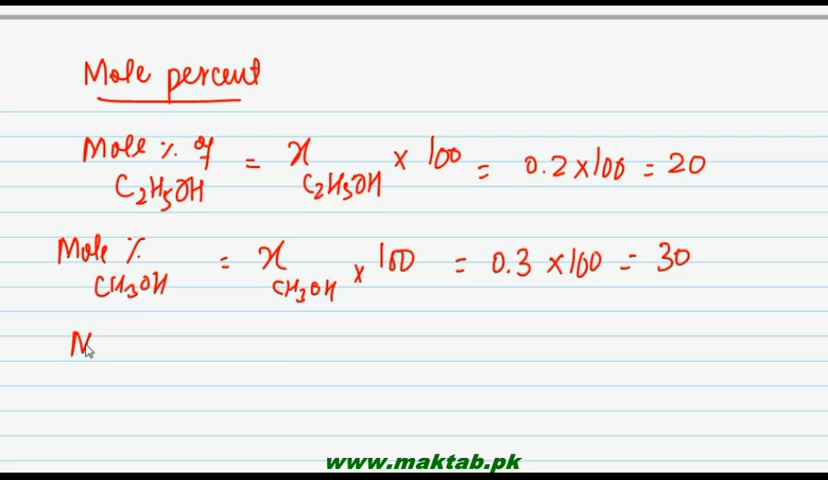 Mole percent
Mole % of C2H5OH = x C2H5OH × 100 = 0.2 × 100 = 20
Mole % CH3OH = x CH3OH × 100 = 0.3 × 100 = 30
M
www.maktab.pk